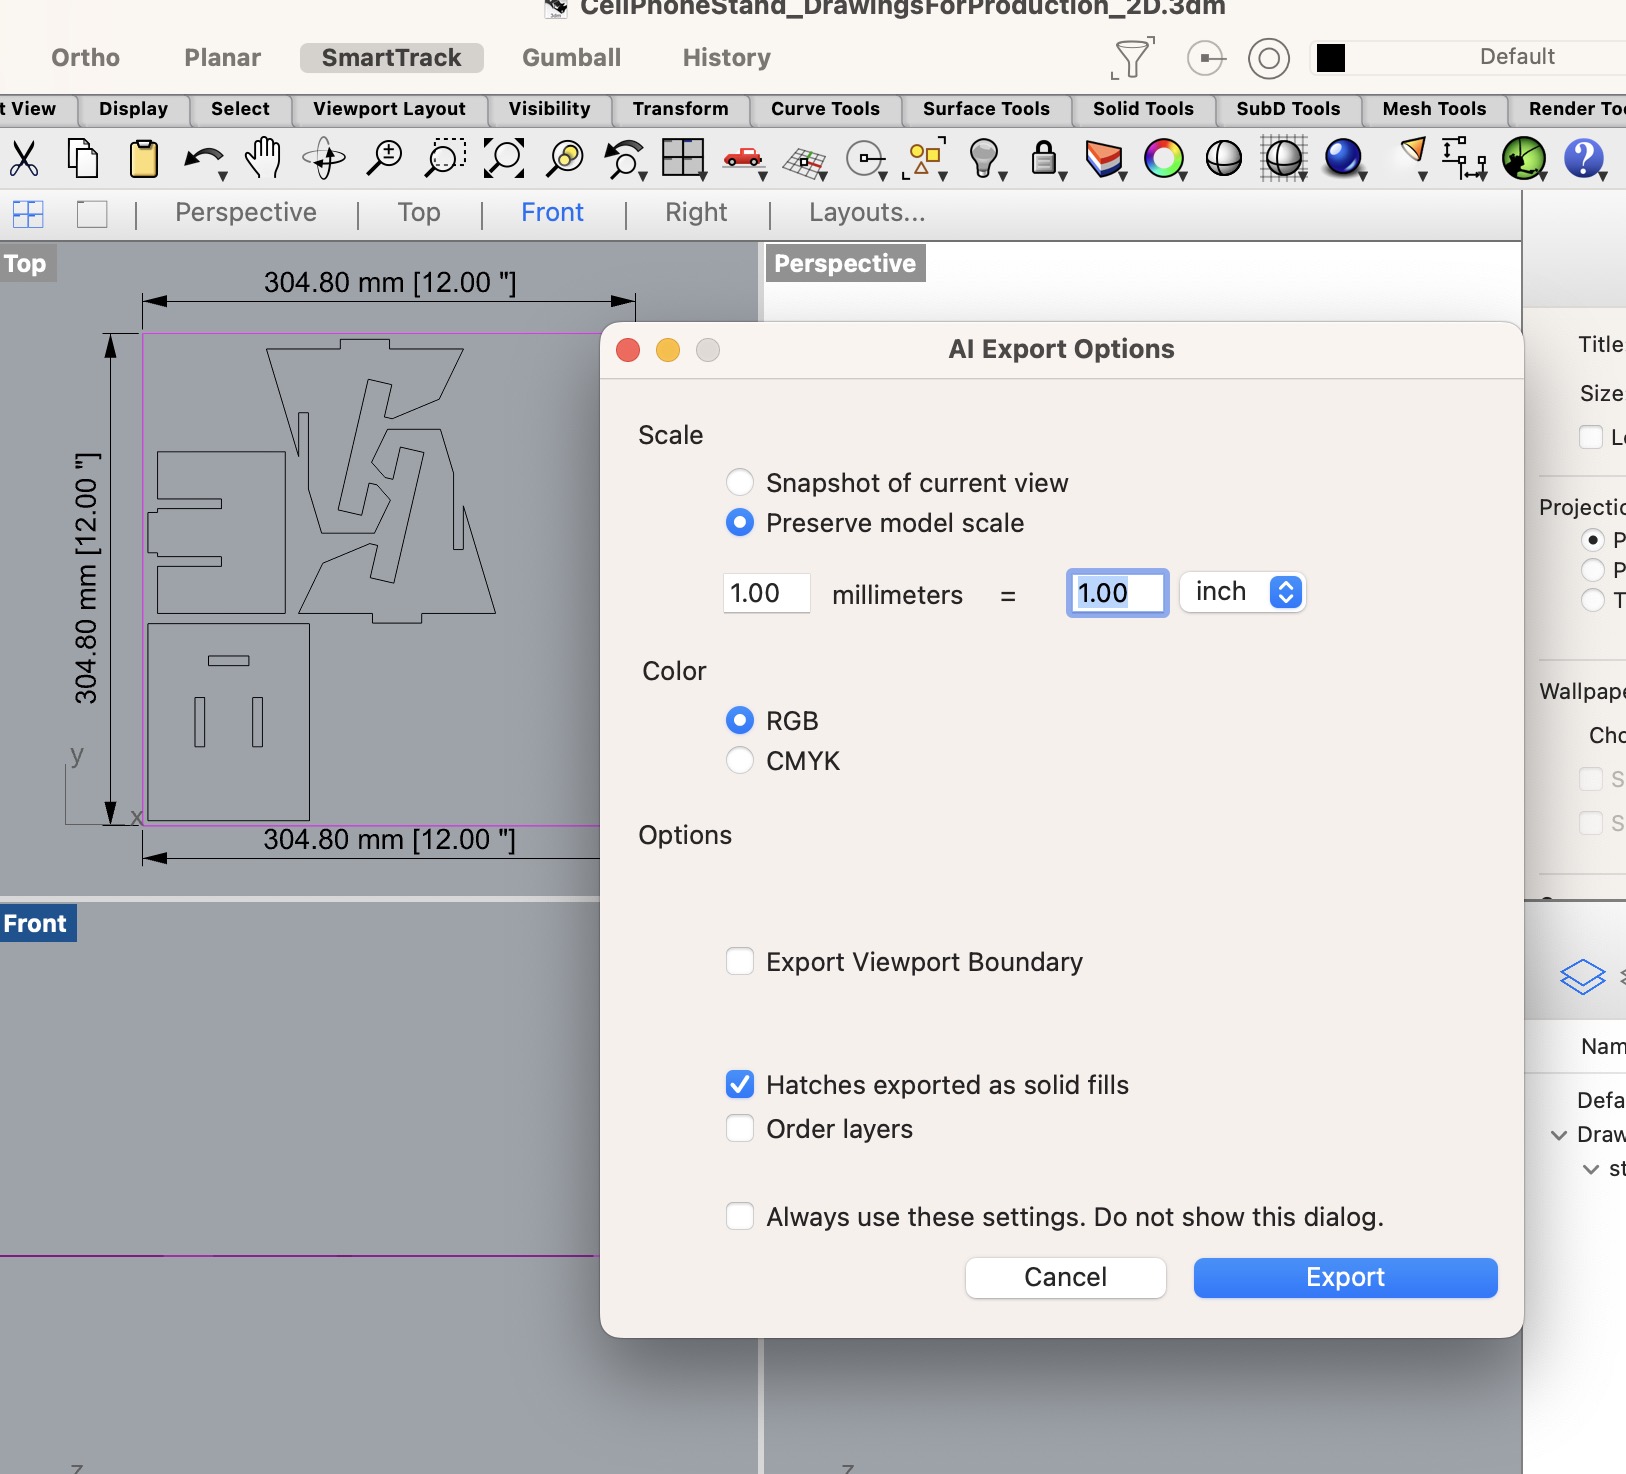 CellPhoneStand_DrawingsForProduction_2D.3dm
Ortho Planar SmartTrack Gumball History Default
t View Display Select Viewport Layout Visibility Transform Curve Tools Surface Tools Solid Tools SubD Tools Mesh Tools Render Too
Perspective Top Front Right Layouts...
Top
304.80 mm [12.00 "]
304.80 mm [12.00 "]
y
x
304.80 mm [12.00 "]
Perspective
AI Export Options
Scale
Snapshot of current view
Preserve model scale
1.00 millimeters = 1.00 inch
Color
RGB
CMYK
Options
Export Viewport Boundary
Hatches exported as solid fills
Order layers
Always use these settings. Do not show this dialog.
Cancel Export
Front
z
z
Title
Size:
Lo
Projectio
P
P
T
Wallpape
Cho
S
S
Nam
Defa
Draw
st